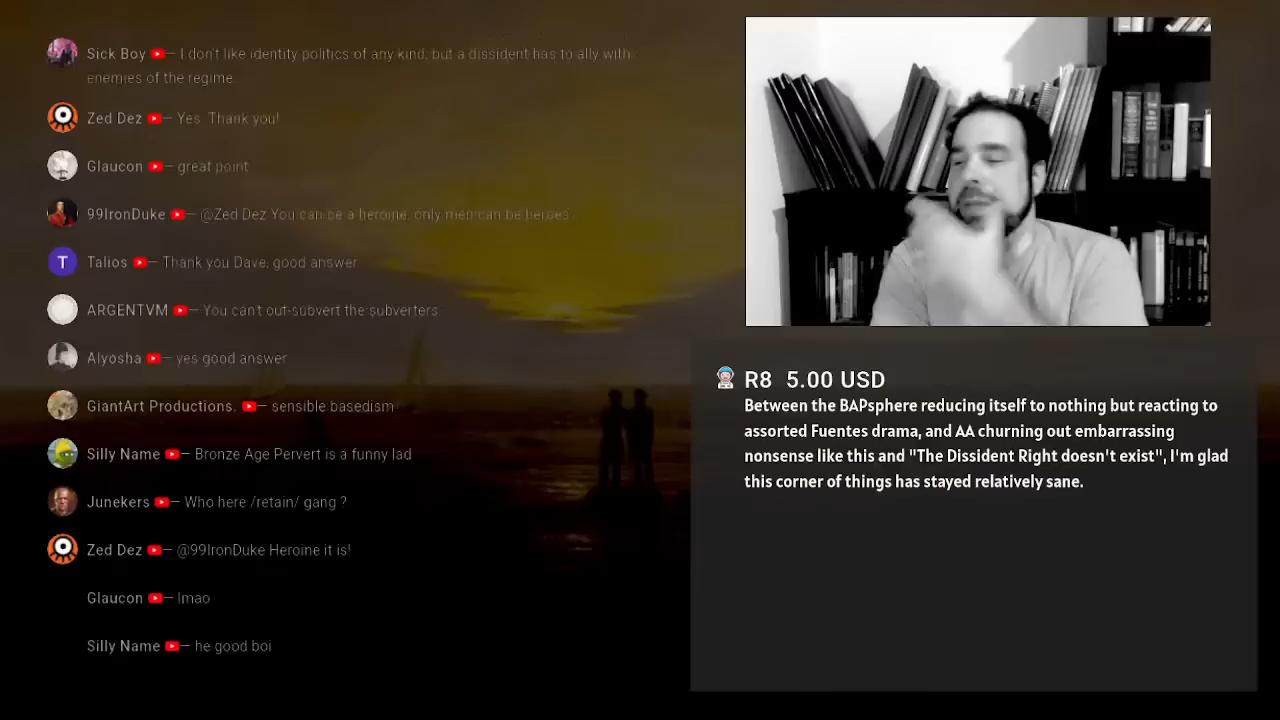 Sick Boy — I don't like identity politics of any kind, but a dissident has to ally with
enemies of the regime.
Zed Dez — Yes. Thank you!
Glaucon — great point
99IronDuke — @Zed Dez You can be a heroine, only men can be heroes.
T
Talios — Thank you Dave, good answer
ARGENTVM — You can't out-subvert the subverters
Alyosha — yes good answer
GiantArt Productions. — sensible basedism
Silly Name — Bronze Age Pervert is a funny lad
Junekers — Who here /retain/ gang ?
Zed Dez — @99IronDuke Heroine it is!
Glaucon — lmao
Silly Name — he good boi
R8 5.00 USD
Between the BAPsphere reducing itself to nothing but reacting to
assorted Fuentes drama, and AA churning out embarrassing
nonsense like this and "The Dissident Right doesn't exist", I'm glad
this corner of things has stayed relatively sane.